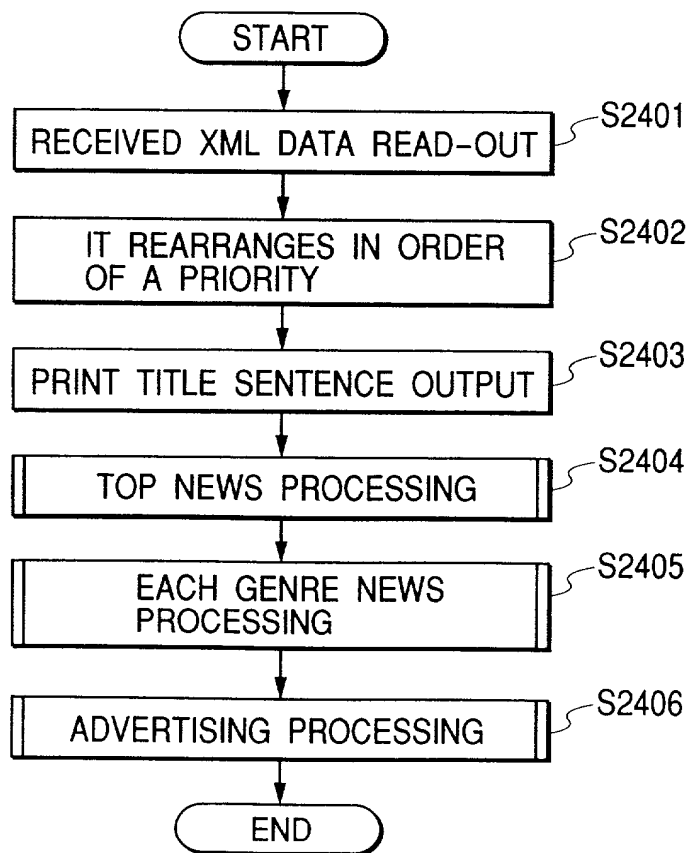 START
RECEIVED XML DATA READ-OUT
S2401
IT REARRANGES IN ORDER
OF A PRIORITY
S2402
PRINT TITLE SENTENCE OUTPUT
S2403
TOP NEWS PROCESSING
S2404
EACH GENRE NEWS
PROCESSING
S2405
ADVERTISING PROCESSING
S2406
END